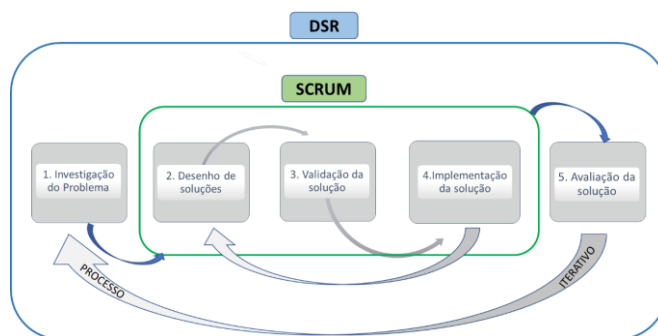 DSR
SCRUM
1. Investigação
do Problema
2. Desenho de
soluções
3. Validação da
solução
4.Implementação
da solução
5. Avaliação da
solução
PROCESSO
ITERATIVO